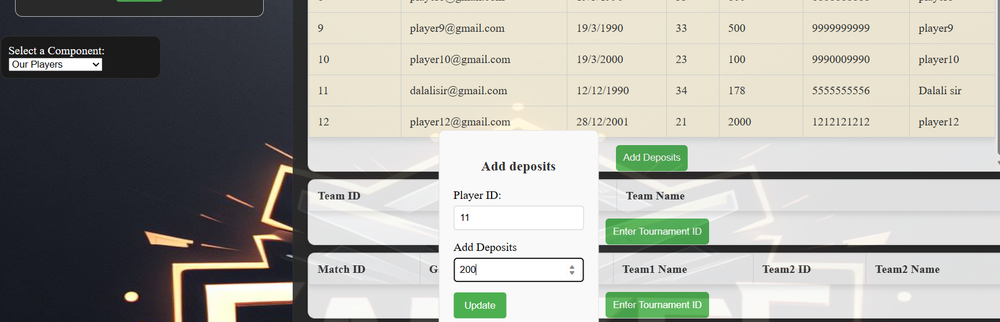 Select a Component:
Our Players
9 player9@gmail.com 19/3/1990 33 500 9999999999 player9
10 player10@gmail.com 19/3/2000 23 100 9990009990 player10
11 dalalisir@gmail.com 12/12/1990 34 178 5555555556 Dalali sir
12 player12@gmail.com 28/12/2001 21 2000 1212121212 player12
Add Deposits
Add deposits
Player ID:
11
Add Deposits
200
Update
Team ID Team Name
Enter Tournament ID
Match ID G Team1 Name Team2 ID Team2 Name
Enter Tournament ID